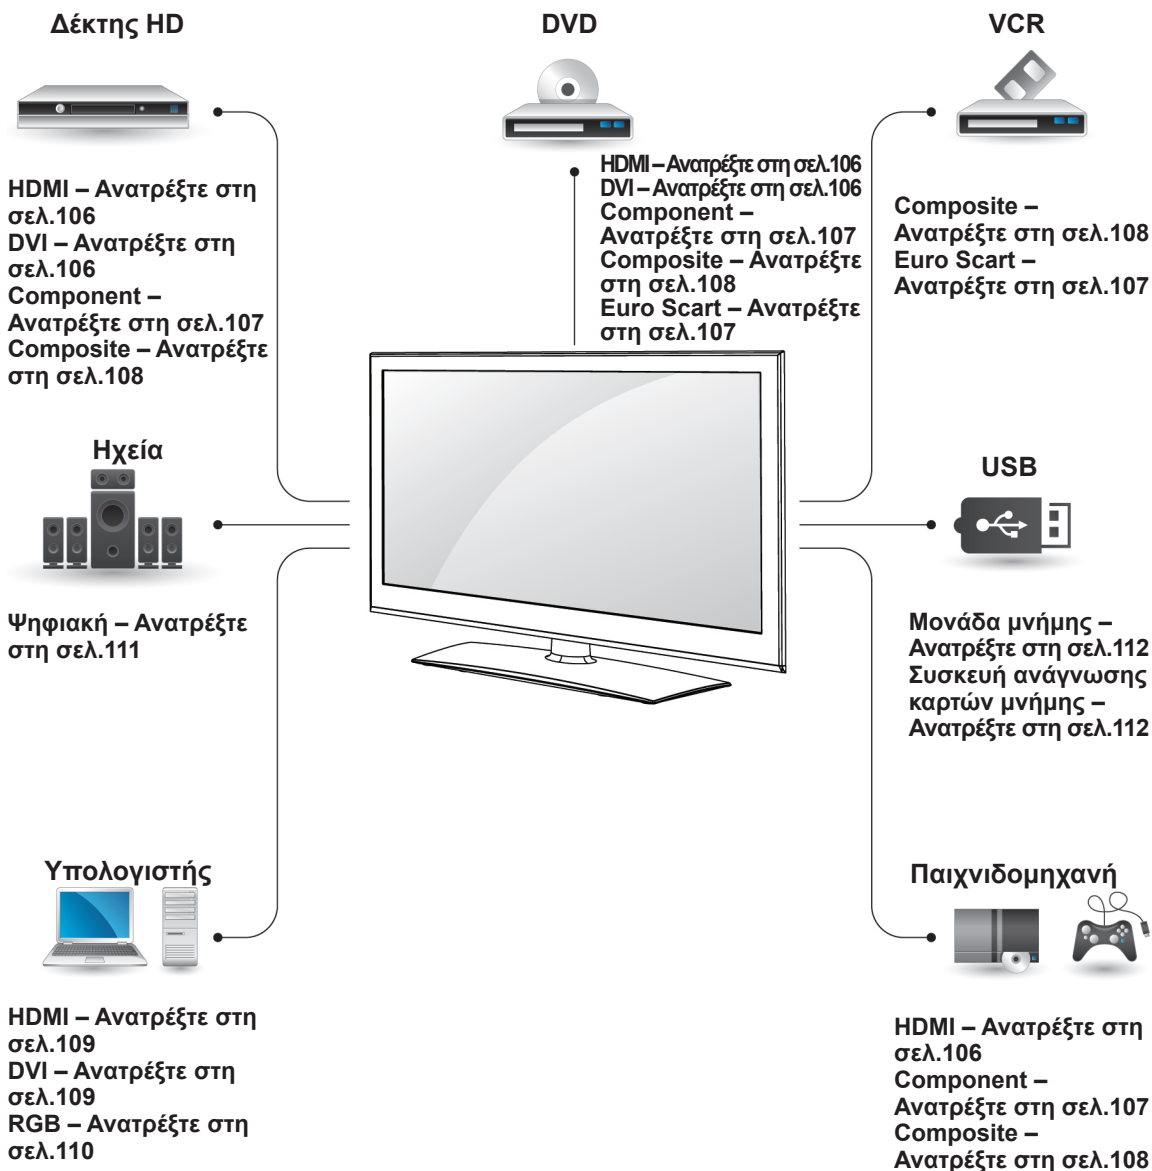 Δέκτης HD
HDMI – Ανατρέξτε στη
σελ.106
DVI – Ανατρέξτε στη
σελ.106
Component –
Ανατρέξτε στη σελ.107
Composite – Ανατρέξτε
στη σελ.108
DVD
HDMI – Ανατρέξτε στη σελ.106
DVI – Ανατρέξτε στη σελ.106
Component –
Ανατρέξτε στη σελ.107
Composite – Ανατρέξτε
στη σελ.108
Euro Scart – Ανατρέξτε
στη σελ.107
VCR
Composite –
Ανατρέξτε στη σελ.108
Euro Scart –
Ανατρέξτε στη σελ.107
Ηχεία
Ψηφιακή – Ανατρέξτε
στη σελ.111
USB
Μονάδα μνήμης –
Ανατρέξτε στη σελ.112
Συσκευή ανάγνωσης
καρτών μνήμης –
Ανατρέξτε στη σελ.112
Υπολογιστής
HDMI – Ανατρέξτε στη
σελ.109
DVI – Ανατρέξτε στη
σελ.109
RGB – Ανατρέξτε στη
σελ.110
Παιχνιδομηχανή
HDMI – Ανατρέξτε στη
σελ.106
Component –
Ανατρέξτε στη σελ.107
Composite –
Ανατρέξτε στη σελ.108